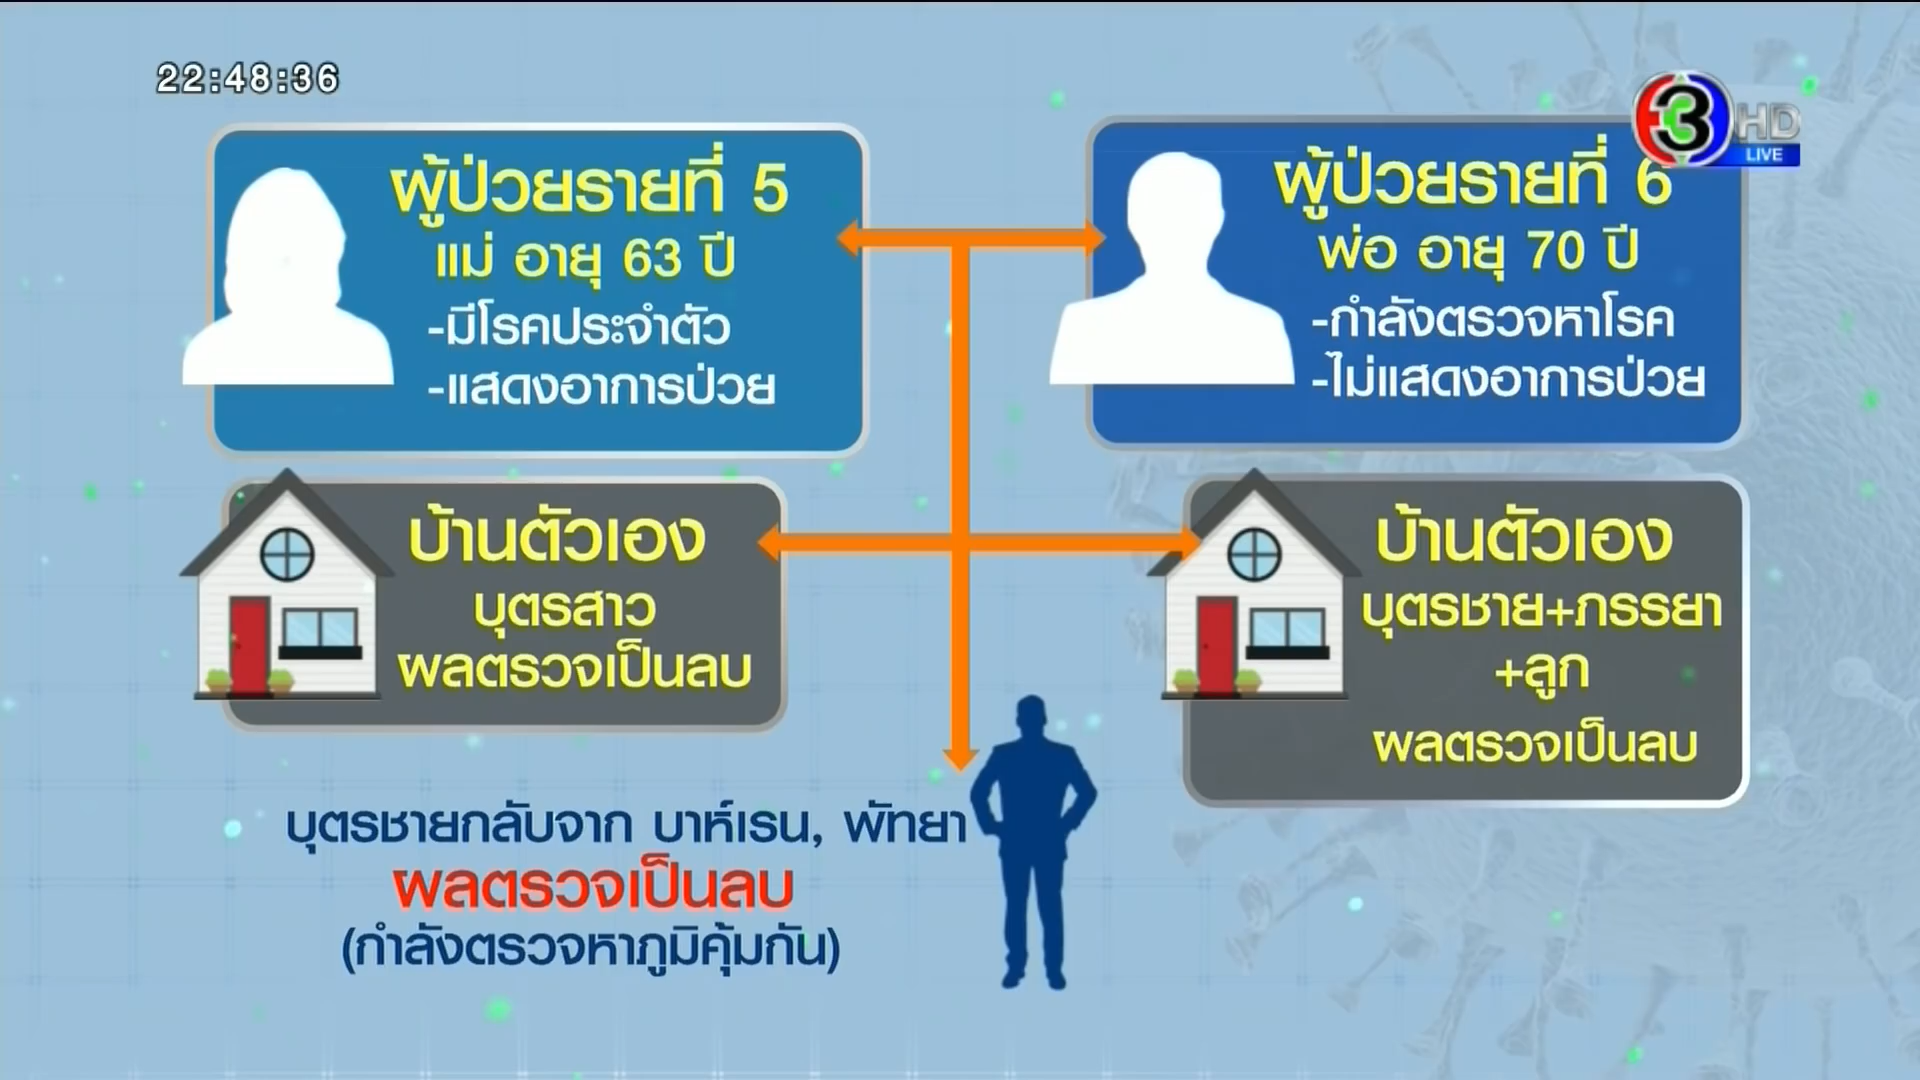 22:48:36
3 HD
LIVE
ผู้ป่วยรายที่ 5
แม่ อายุ 63 ปี
-มีโรคประจำตัว
-แสดงอาการป่วย
ผู้ป่วยรายที่ 6
พ่อ อายุ 70 ปี
-กำลังตรวจหาโรค
-ไม่แสดงอาการป่วย
บ้านตัวเอง
บุตรสาว
ผลตรวจเป็นลบ
บ้านตัวเอง
บุตรชาย+ภรรยา
+ลูก
ผลตรวจเป็นลบ
บุตรชายกลับจาก บาห์เรน, พัทยา
ผลตรวจเป็นลบ
(กำลังตรวจหาภูมิคุ้มกัน)